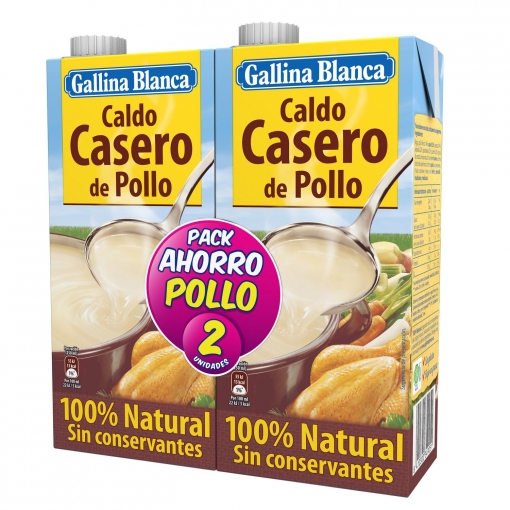 Gallina Blanca
Caldo
Casero
de Pollo
100% Natural
Sin conservantes
PACK
AHORRO
POLLO
2
UNIDADES
Gallina Blanca
Caldo
Casero
de Pollo
100% Natural
Sin conservantes